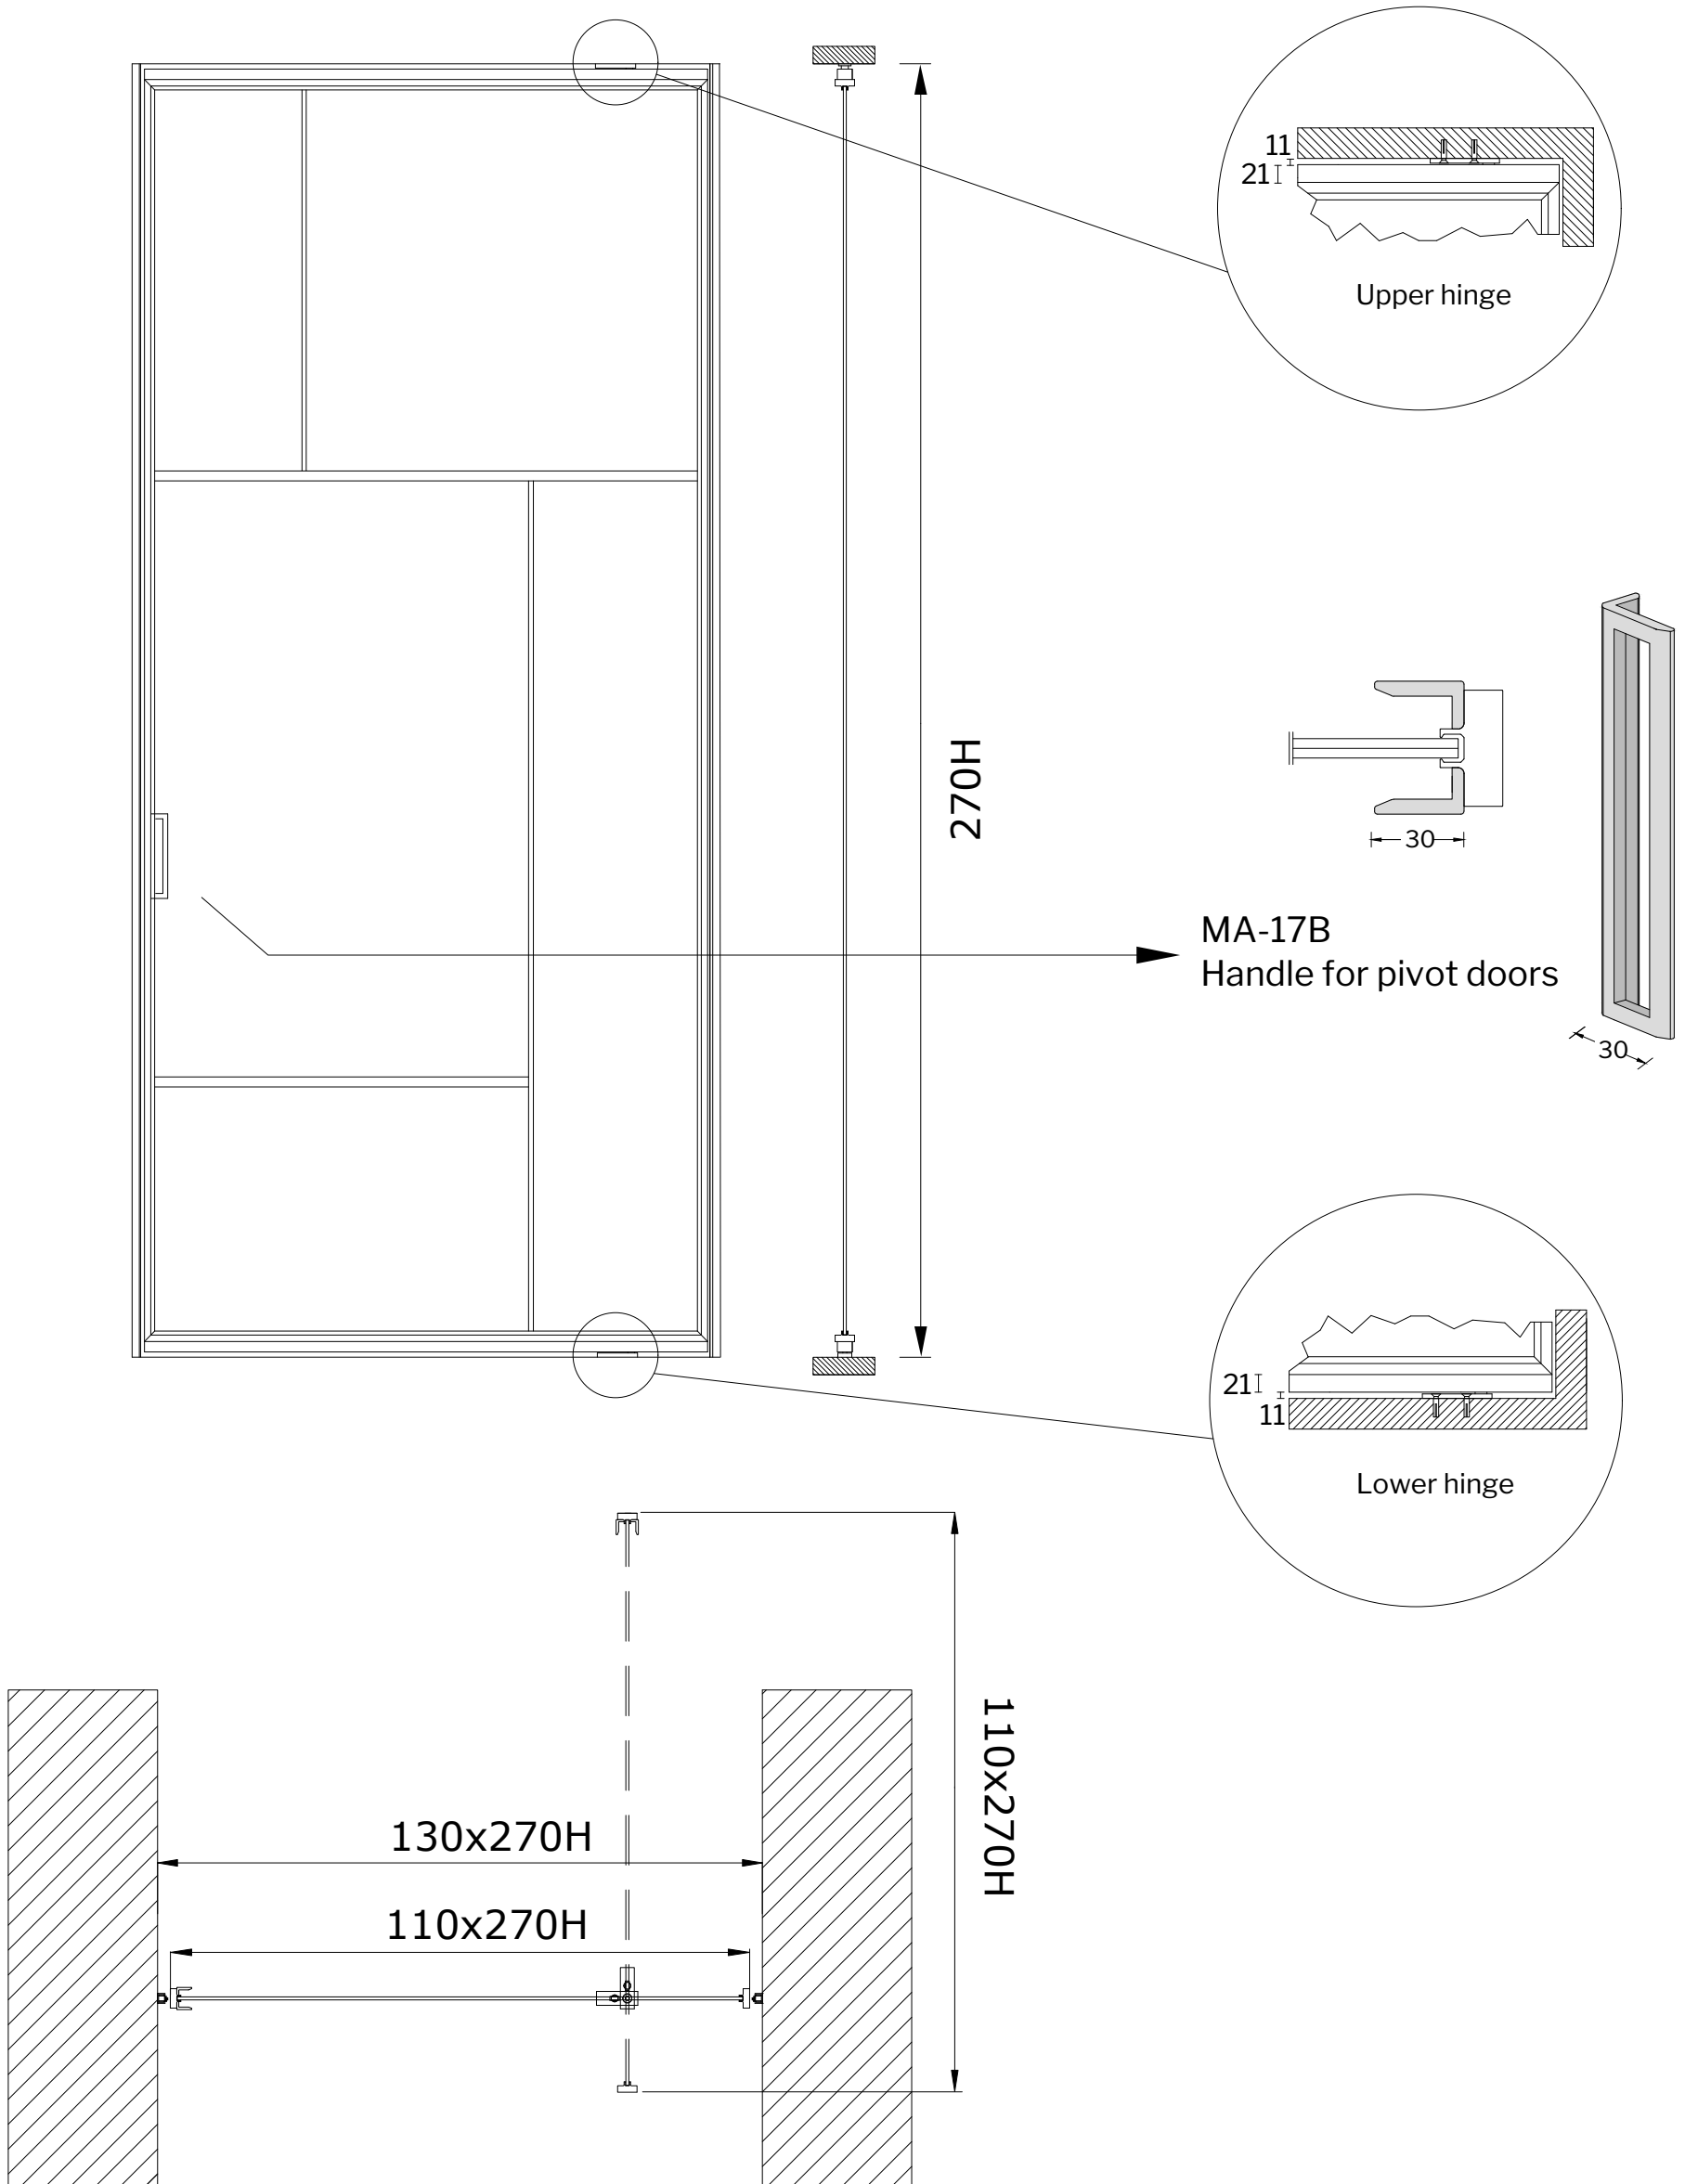 11
21
Upper hinge
270H
30
MA-17B
Handle for pivot doors
30
21
11
Lower hinge
110x270H
130x270H
110x270H